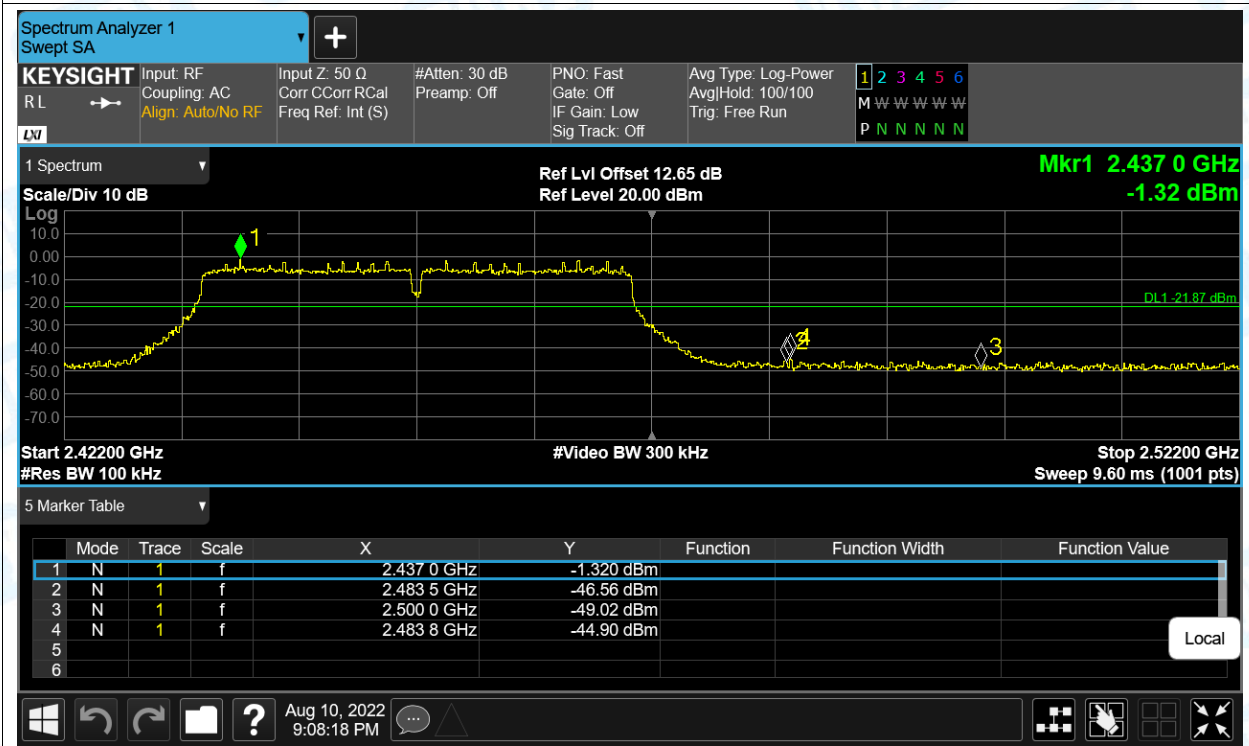 Spectrum Analyzer 1
Swept SA
+
KEYSIGHT Input: RF Input Z: 50 Ω #Atten: 30 dB PNO: Fast Avg Type: Log-Power 1 2 3 4 5 6
R L Coupling: AC Corr CCorr RCal Preamp: Off Gate: Off Avg|Hold: 100/100 M W W W W W W
Align: Auto/No RF Freq Ref: Int (S) IF Gain: Low Trig: Free Run
LXI Sig Track: Off P N N N N N N
1 Spectrum Ref Lvl Offset 12.65 dB Mkr1 2.437 0 GHz
Scale/Div 10 dB Ref Level 20.00 dBm -1.32 dBm
Log
10.0
0.00
-10.0
-20.0
-30.0
-40.0
-50.0
-60.0
-70.0
1
DL1 -21.87 dBm
2 4
3
Start 2.42200 GHz #Video BW 300 kHz Stop 2.52200 GHz
#Res BW 100 kHz Sweep 9.60 ms (1001 pts)
5 Marker Table
Mode Trace Scale X Y Function Function Width Function Value
1 N 1 f 2.437 0 GHz -1.320 dBm
2 N 1 f 2.483 5 GHz -46.56 dBm
3 N 1 f 2.500 0 GHz -49.02 dBm
4 N 1 f 2.483 8 GHz -44.90 dBm
5
6
Local
? Aug 10, 2022
9:08:18 PM